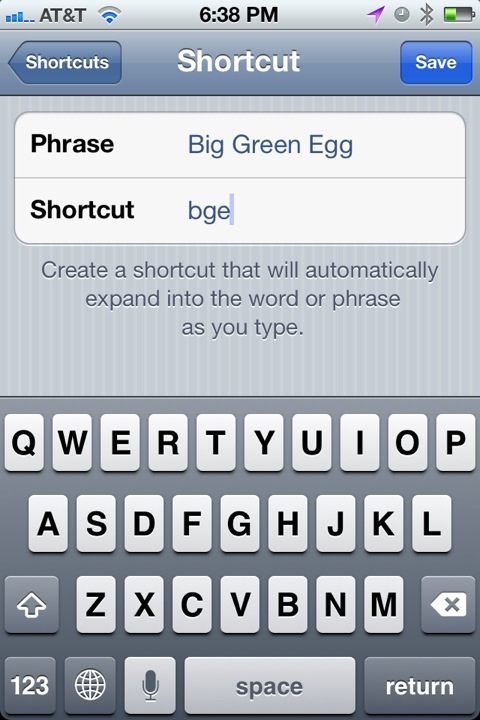 AT&T 6:38 PM
Shortcuts Shortcut Save
Phrase Big Green Egg
Shortcut bge
Create a shortcut that will automatically
expand into the word or phrase
as you type.
Q W E R T Y U I O P
A S D F G H J K L
Z X C V B N M
123 space return